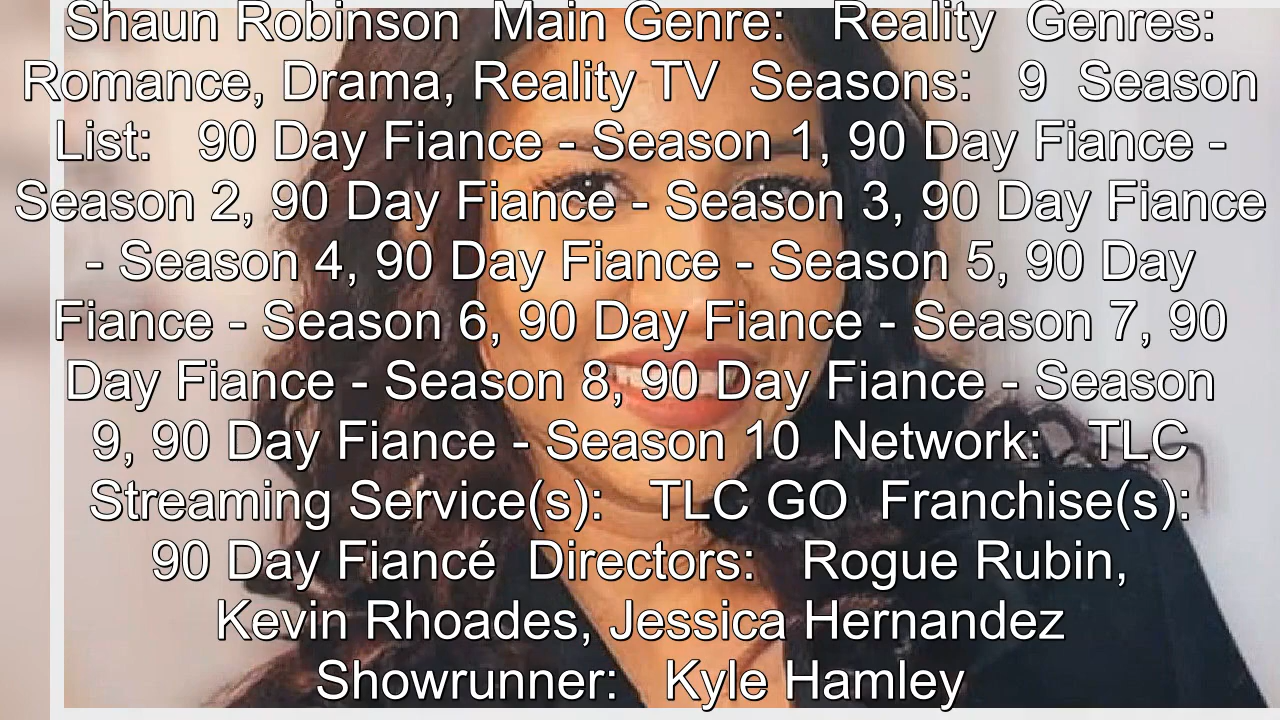 Shaun Robinson Main Genre: Reality Genres:
Romance, Drama, Reality TV Seasons: 9 Season
List: 90 Day Fiance - Season 1, 90 Day Fiance -
Season 2, 90 Day Fiance - Season 3, 90 Day Fiance
- Season 4, 90 Day Fiance - Season 5, 90 Day
Fiance - Season 6, 90 Day Fiance - Season 7, 90
Day Fiance - Season 8, 90 Day Fiance - Season
9, 90 Day Fiance - Season 10 Network: TLC
Streaming Service(s): TLC GO Franchise(s):
90 Day Fiancé Directors: Rogue Rubin,
Kevin Rhoades, Jessica Hernandez
Showrunner: Kyle Hamley